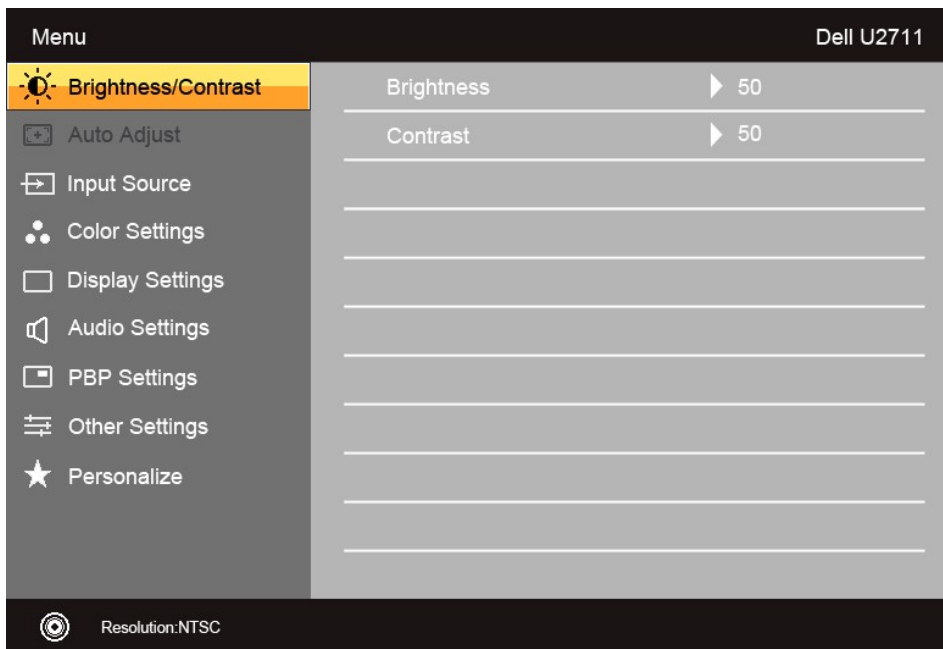 Menu Dell U2711
Brightness/Contrast Brightness 50
Auto Adjust Contrast 50
Input Source
Color Settings
Display Settings
Audio Settings
PBP Settings
Other Settings
Personalize
Resolution:NTSC